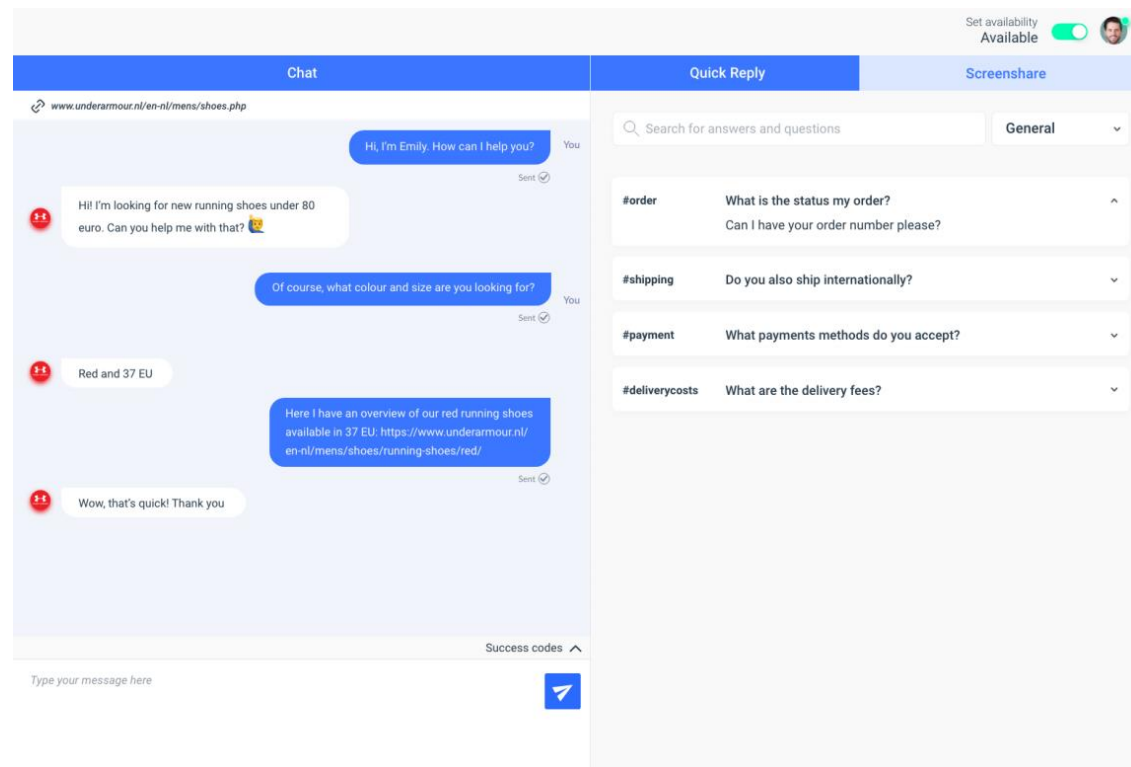 Set availability
Available
Chat
Quick Reply
Screenshare
www.underarmour.nl/en-nl/mens/shoes.php
Hi, I'm Emily. How can I help you?
You
Sent
Hi! I'm looking for new running shoes under 80
euro. Can you help me with that?
Of course, what colour and size are you looking for?
You
Sent
Red and 37 EU
Here I have an overview of our red running shoes
available in 37 EU: https://www.underarmour.nl/
en-nl/mens/shoes/running-shoes/red/
Sent
Wow, that's quick! Thank you
Success codes
Type your message here
Search for answers and questions
General
#order
What is the status my order?
Can I have your order number please?
#shipping
Do you also ship internationally?
#payment
What payments methods do you accept?
#deliverycosts
What are the delivery fees?